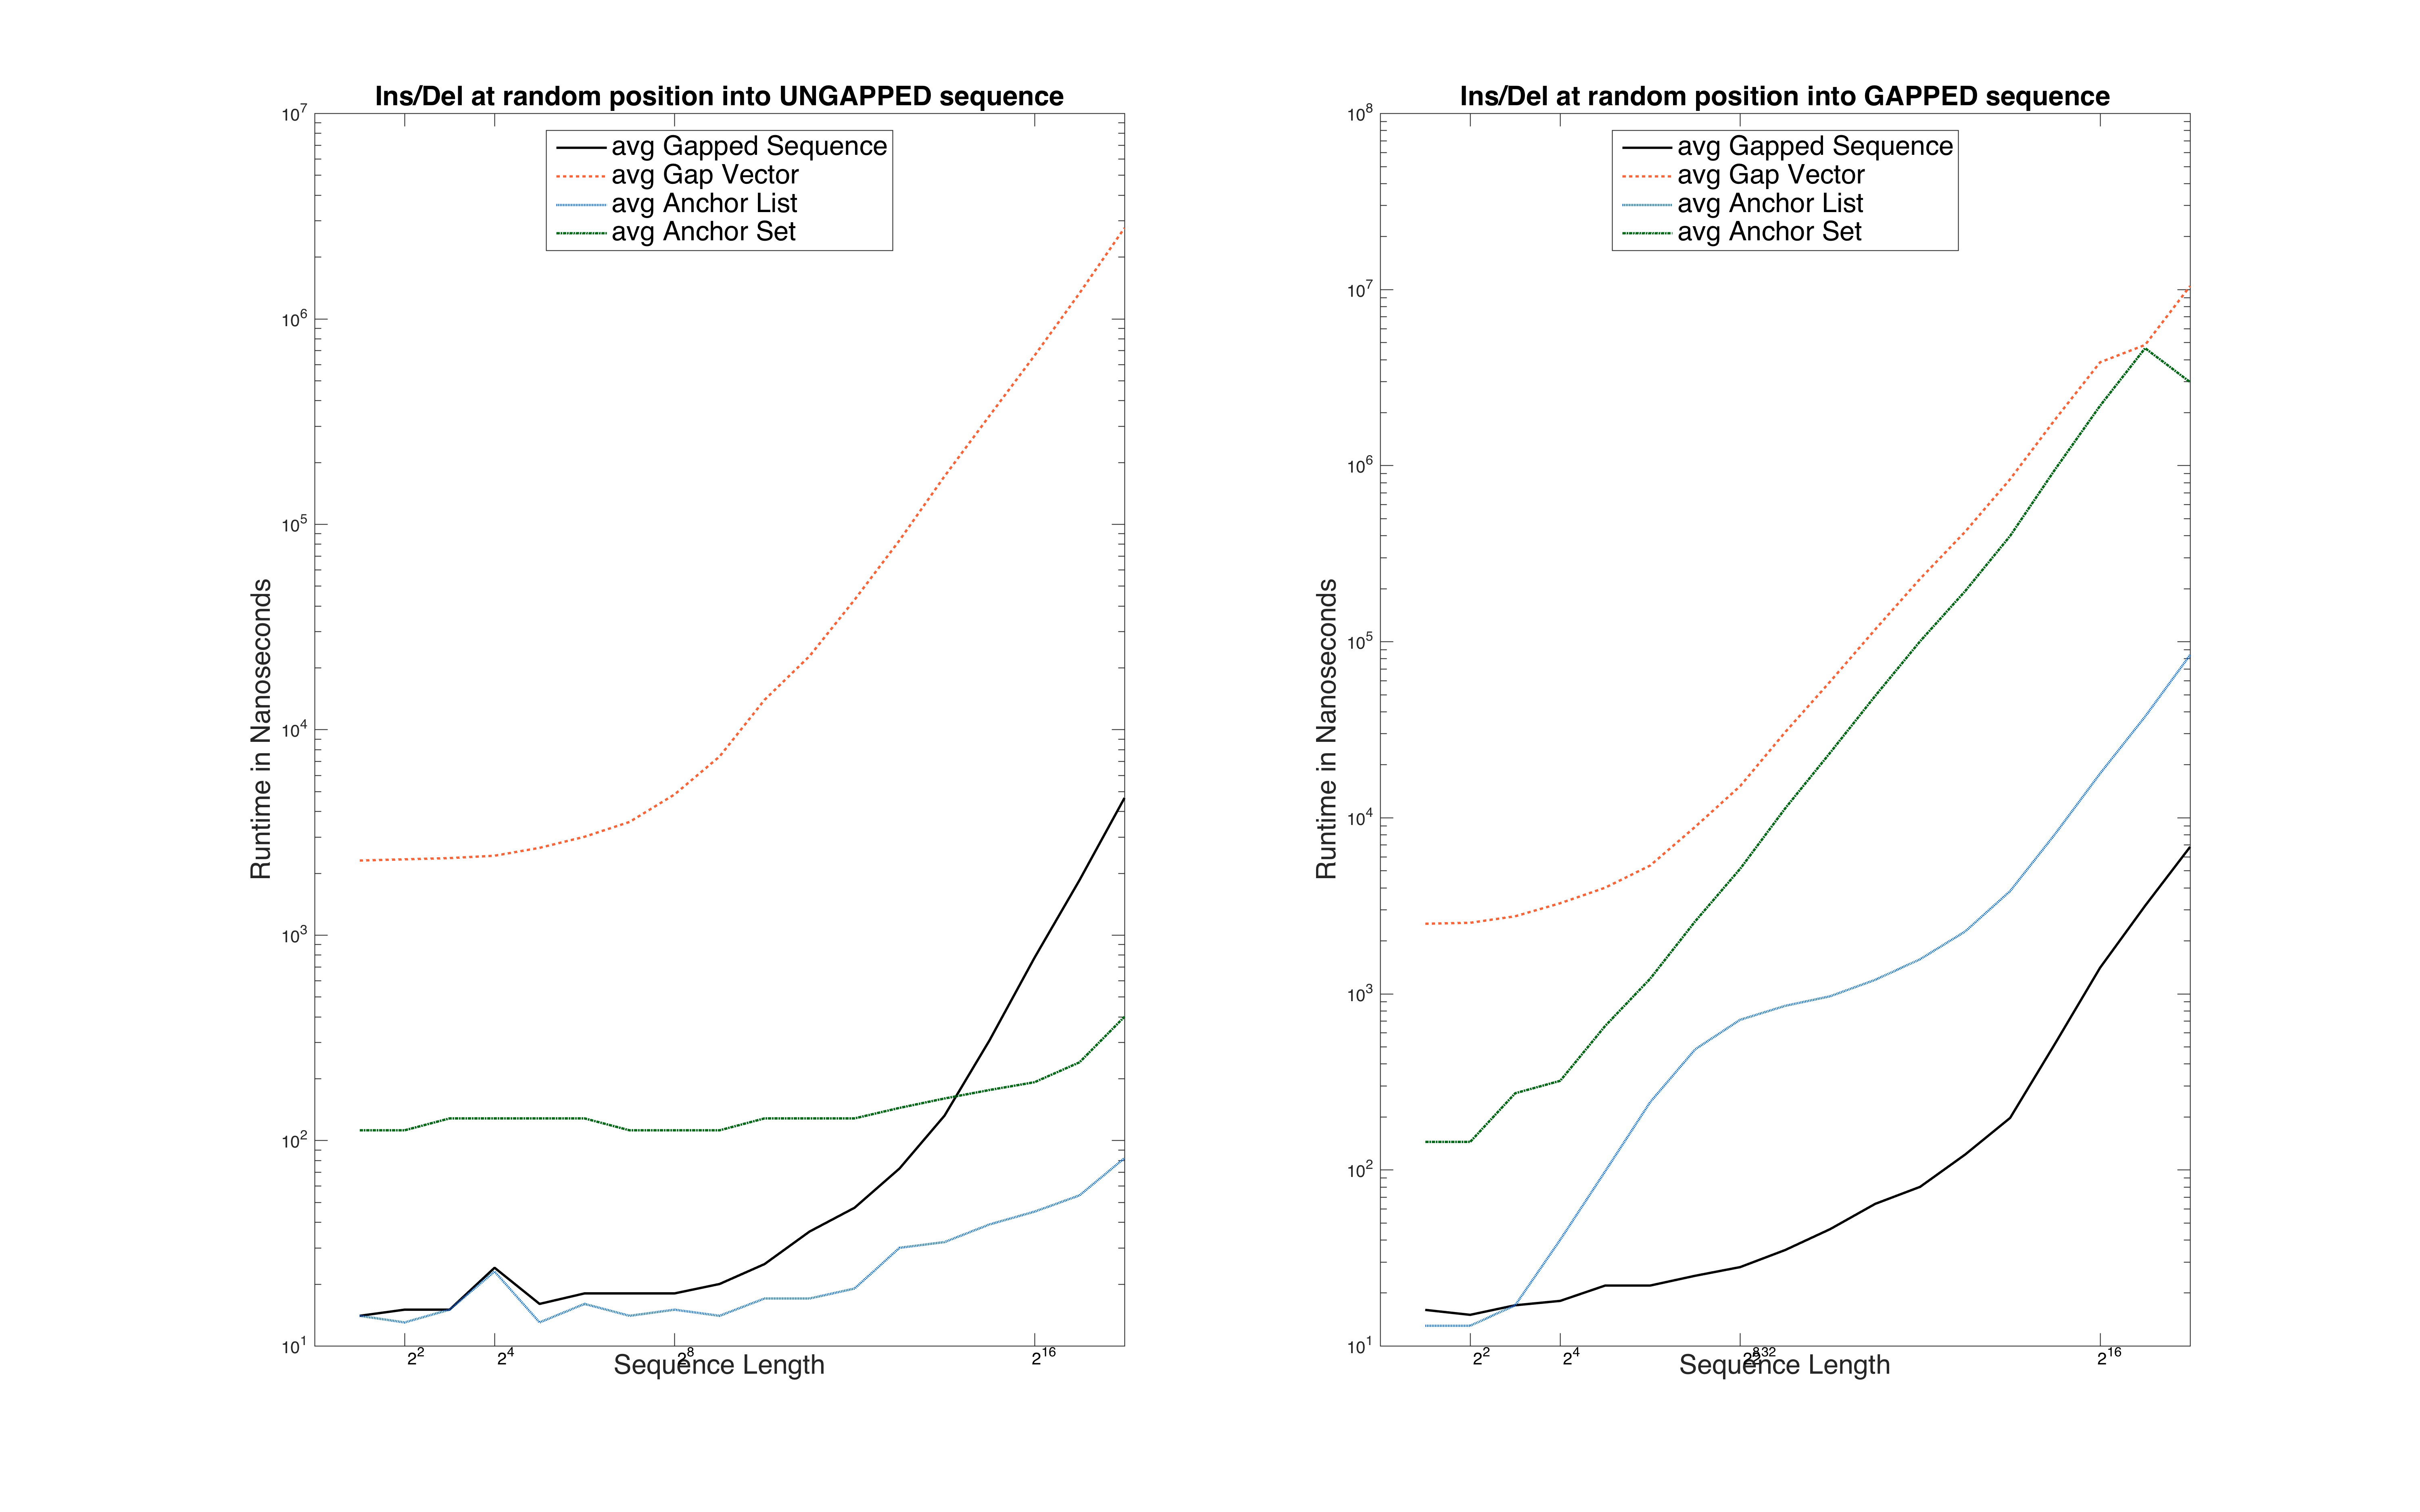 Ins/Del at random position into UNGAPPED sequence
10^7
10^6
10^5
10^4
10^3
10^2
10^1
Runtime in Nanoseconds
avg Gapped Sequence
avg Gap Vector
avg Anchor List
avg Anchor Set
2^2 2^4 2^8 2^16
Sequence Length
Ins/Del at random position into GAPPED sequence
10^8
10^7
10^6
10^5
10^4
10^3
10^2
10^1
Runtime in Nanoseconds
avg Gapped Sequence
avg Gap Vector
avg Anchor List
avg Anchor Set
2^2 2^4 2^8 2^32 2^16
Sequence Length